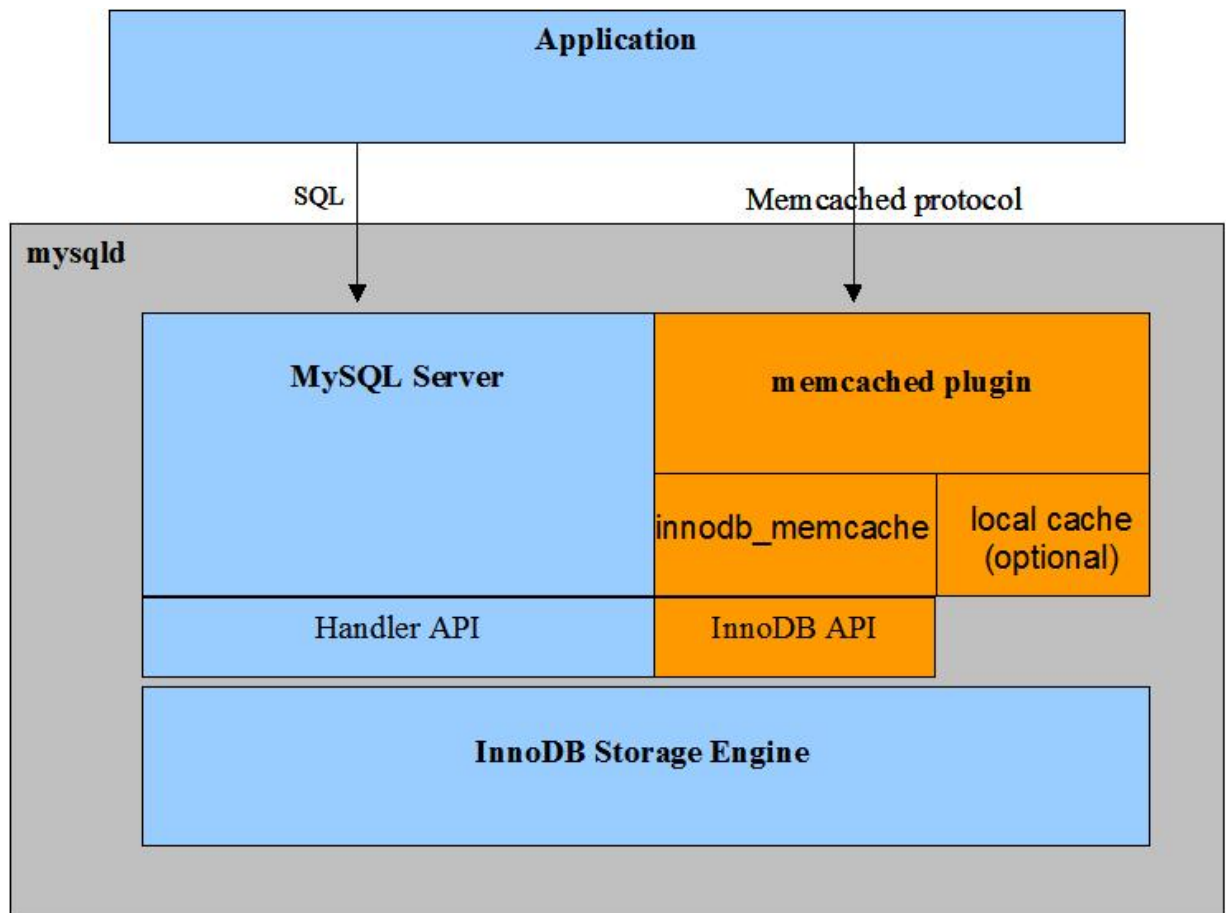 Application
SQL
Memcached protocol
mysqld
MySQL Server
memcached plugin
innodb_memcache
local cache
(optional)
Handler API
InnoDB API
InnoDB Storage Engine